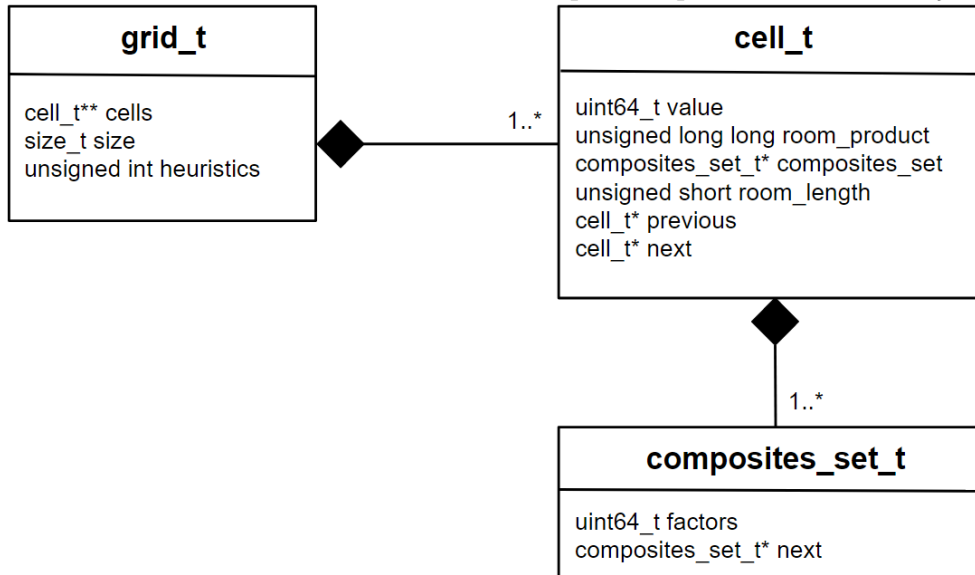 grid_t
cell_t** cells
size_t size
unsigned int heuristics
1..*
cell_t
uint64_t value
unsigned long long room_product
composites_set_t* composites_set
unsigned short room_length
cell_t* previous
cell_t* next
1..*
composites_set_t
uint64_t factors
composites_set_t* next